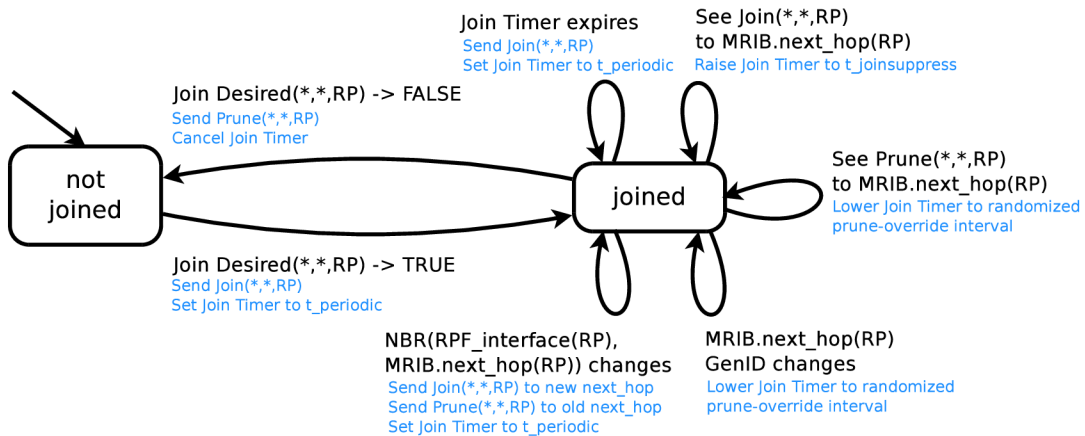 Join Timer expires
Send Join(*,*,RP)
Set Join Timer to t_periodic
See Join(*,*,RP)
to MRIB.next_hop(RP)
Raise Join Timer to t_joinsuppress
Join Desired(*,*,RP) -> FALSE
Send Prune(*,*,RP)
Cancel Join Timer
not
joined
joined
See Prune(*,*,RP)
to MRIB.next_hop(RP)
Lower Join Timer to randomized
prune-override interval
Join Desired(*,*,RP) -> TRUE
Send Join(*,*,RP)
Set Join Timer to t_periodic
NBR(RPF_interface(RP),
MRIB.next_hop(RP)) changes
Send Join(*,*,RP) to new next_hop
Send Prune(*,*,RP) to old next_hop
Set Join Timer to t_periodic
MRIB.next_hop(RP)
GenID changes
Lower Join Timer to randomized
prune-override interval